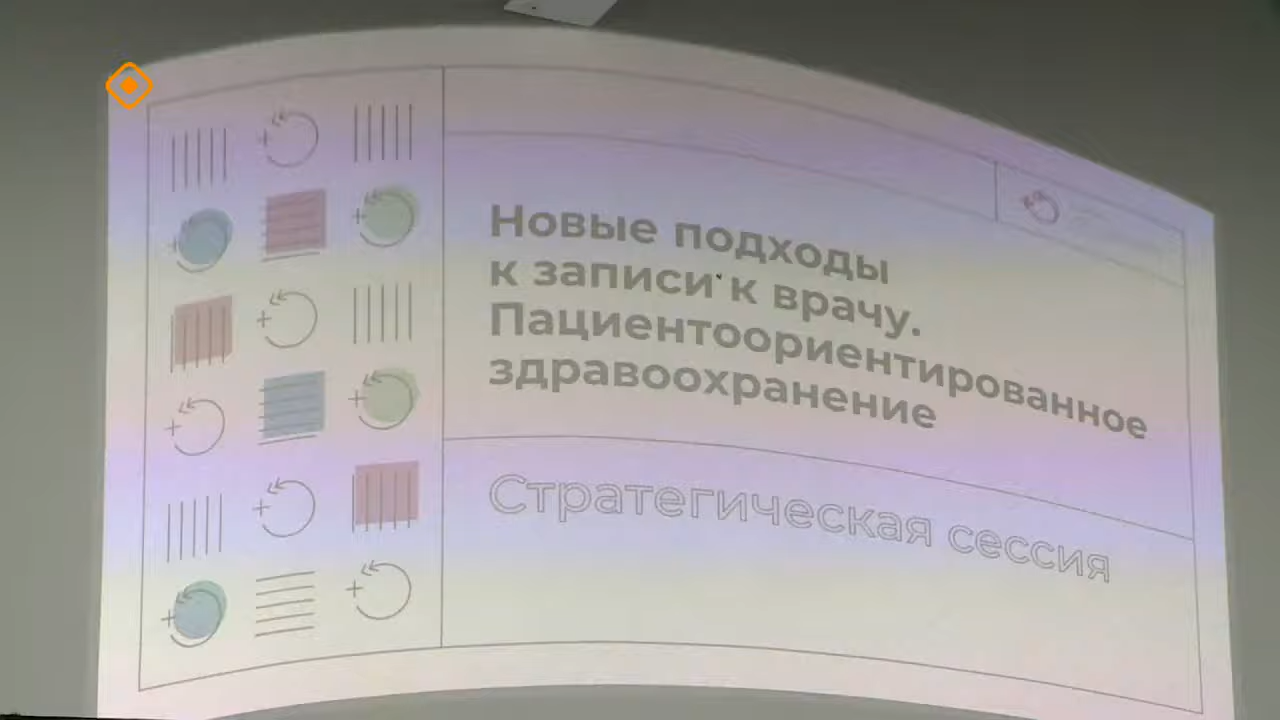 Новые подходы
к записи к врачу.
Пациентоориентированное
здравоохранение
Стратегическая сессия